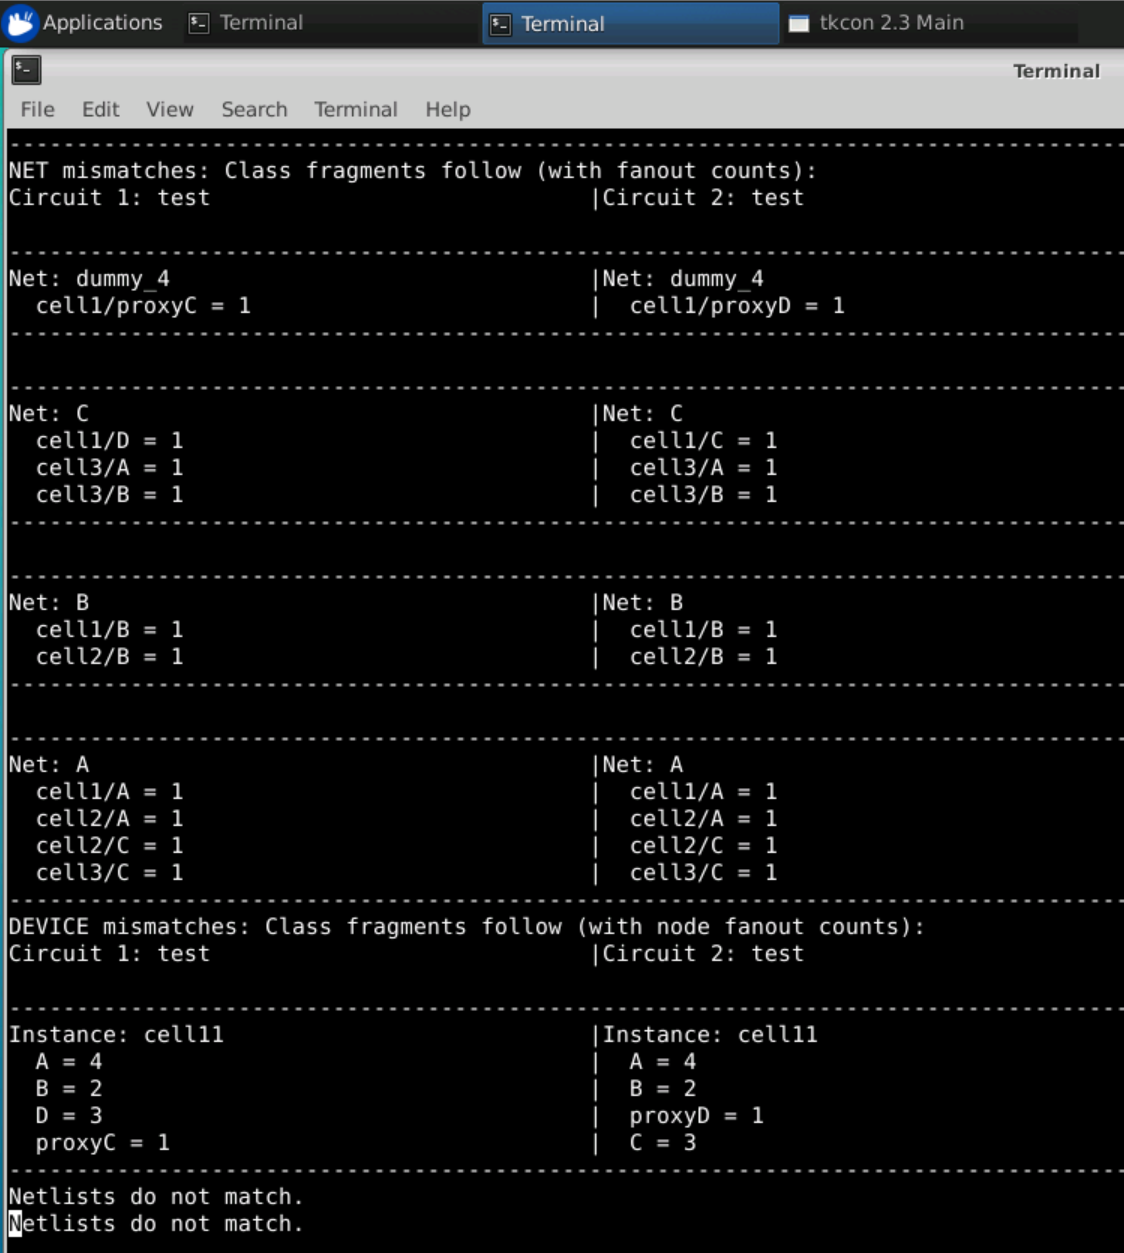 Applications Terminal Terminal tkcon 2.3 Main
Terminal
File Edit View Search Terminal Help
NET mismatches: Class fragments follow (with fanout counts):
Circuit 1: test |Circuit 2: test
Net: dummy_4 |Net: dummy_4
cell1/proxyC = 1 | cell1/proxyD = 1
Net: C |Net: C
cell1/D = 1 | cell1/C = 1
cell3/A = 1 | cell3/A = 1
cell3/B = 1 | cell3/B = 1
Net: B |Net: B
cell1/B = 1 | cell1/B = 1
cell2/B = 1 | cell2/B = 1
Net: A |Net: A
cell1/A = 1 | cell1/A = 1
cell2/A = 1 | cell2/A = 1
cell2/C = 1 | cell2/C = 1
cell3/C = 1 | cell3/C = 1
DEVICE mismatches: Class fragments follow (with node fanout counts):
Circuit 1: test |Circuit 2: test
Instance: cell11 |Instance: cell11
A = 4 | A = 4
B = 2 | B = 2
D = 3 | proxyD = 1
proxyC = 1 | C = 3
Netlists do not match.
Netlists do not match.